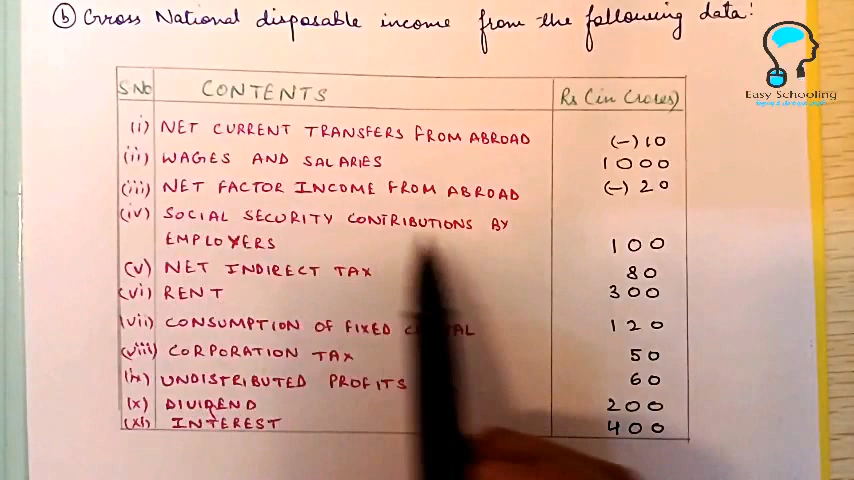 (b) Gross National disposable income from the following data:
Easy Schooling
S NO CONTENTS Rs (in Crores)
(i) NET CURRENT TRANSFERS FROM ABROAD (-) 10
(ii) WAGES AND SALARIES 1000
(iii) NET FACTOR INCOME FROM ABROAD (-) 20
(iv) SOCIAL SECURITY CONTRIBUTIONS BY
EMPLOYERS 100
(v) NET INDIRECT TAX 80
(vi) RENT 300
(vii) CONSUMPTION OF FIXED 120
(viii) CORPORATION TAX 50
(ix) UNDISTRIBUTED PROFITS 60
(x) DIVIDEND 200
(xi) INTEREST 400